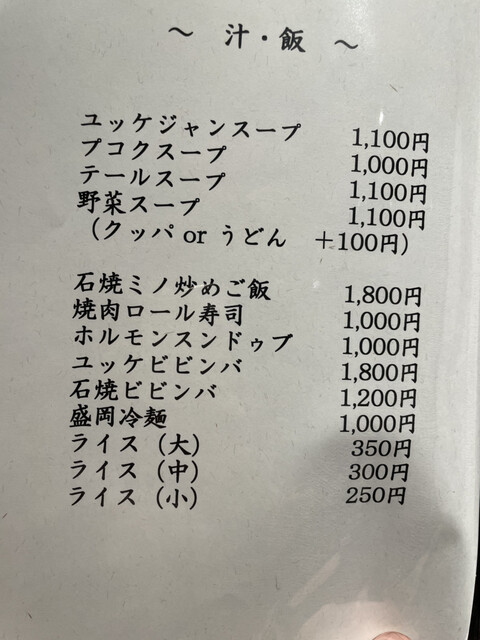 ～ 汁・飯 ～
ユッケジャンスープ 1,100円
プコクスープ 1,000円
テールスープ 1,100円
野菜スープ 1,100円
（クッパ or うどん ＋100円）
石焼ミノ炒めご飯 1,800円
焼肉ロール寿司 1,000円
ホルモンスンドゥブ 1,000円
ユッケビビンバ 1,800円
石焼ビビンバ 1,200円
盛岡冷麺 1,000円
ライス（大） 350円
ライス（中） 300円
ライス（小） 250円